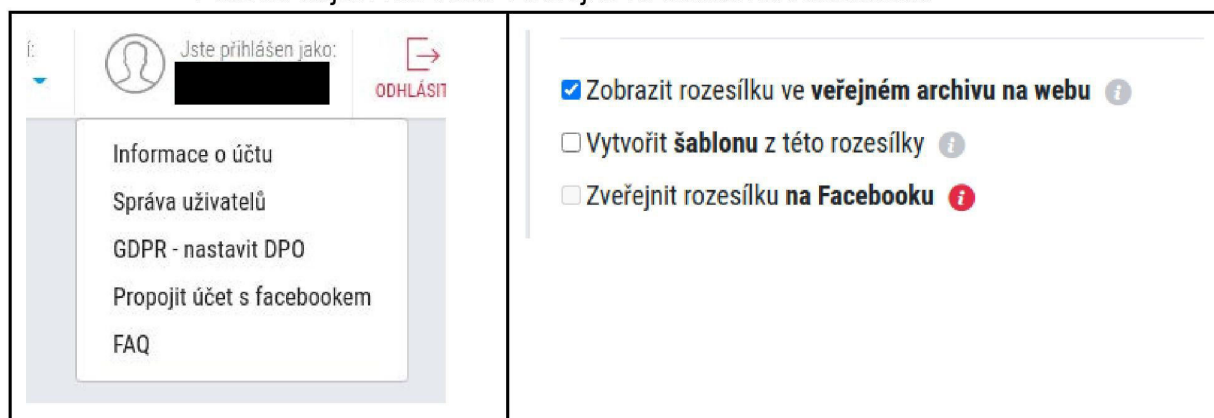 í:
Jste přihlášen jako:
ODHLÁSIT
Informace o účtu
Správa uživatelů
GDPR - nastavit DPO
Propojit účet s facebookem
FAQ
Zobrazit rozesílku ve veřejném archivu na webu
Vytvořit šablonu z této rozesílky
Zveřejnit rozesílku na Facebooku